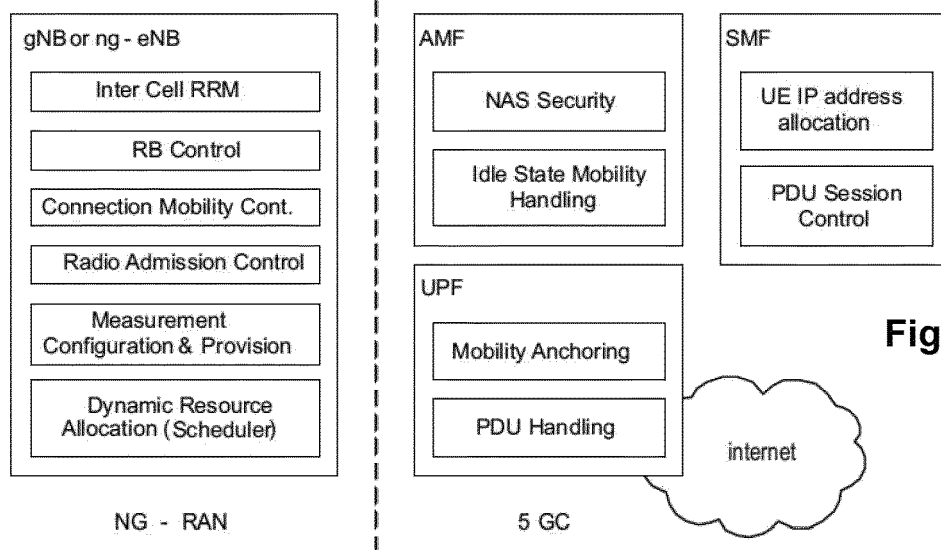 gNB or ng - eNB
Inter Cell RRM
RB Control
Connection Mobility Cont.
Radio Admission Control
Measurement
Configuration & Provision
Dynamic Resource
Allocation (Scheduler)
NG - RAN
AMF
NAS Security
Idle State Mobility
Handling
SMF
UE IP address
allocation
PDU Session
Control
UPF
Mobility Anchoring
PDU Handling
internet
5 GC
Fig